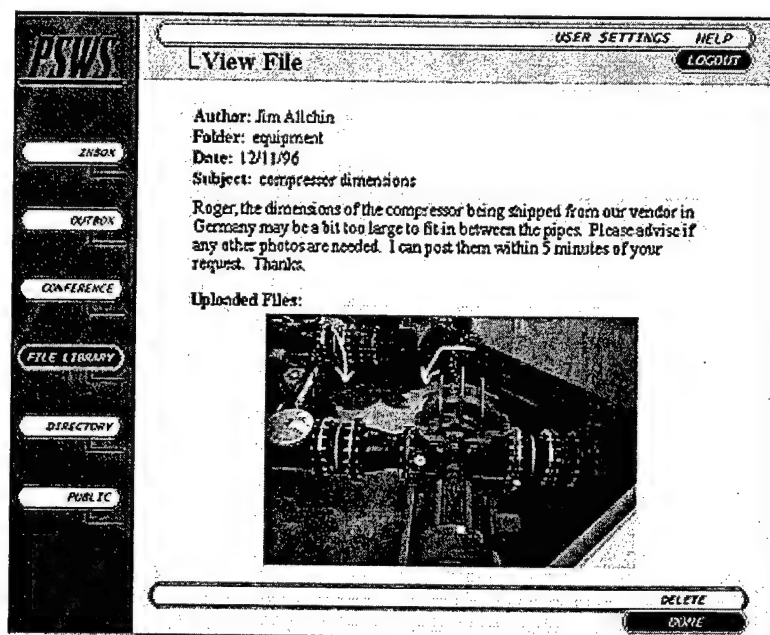 PSWS
USER SETTINGS HELP
View File
LOGOUT
Author: Jim Allchin
Folder: equipment
Date: 12/11/96
Subject: compressor dimensions
Roger, the dimensions of the compressor being shipped from our vendor in
Germany may be a bit too large to fit in between the pipes. Please advise if
any other photos are needed. I can post them within 5 minutes of your
request. Thanks.
Uploaded Files:
INBOX
OUTBOX
CONFERENCE
FILE LIBRARY
DIRECTORY
PUBLIC
DELETE
DONE